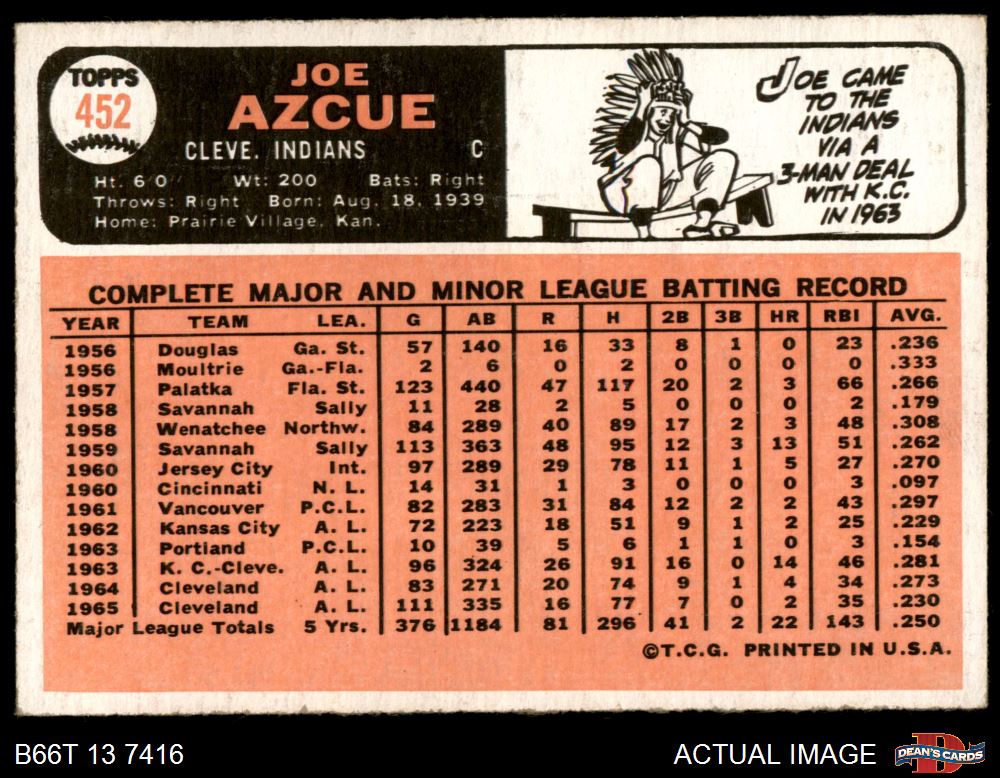 TOPPS
452
JOE
AZCUE
CLEVE. INDIANS C
Ht. 6'0" Wt: 200 Bats: Right
Throws: Right Born: Aug. 18, 1939
Home: Prairie Village, Kan.
JOE CAME
TO THE
INDIANS
VIA A
3-MAN DEAL
WITH K.C.
IN 1963
COMPLETE MAJOR AND MINOR LEAGUE BATTING RECORD
YEAR TEAM LEA. G AB R H 2B 3B HR RBI AVG.
1956 Douglas Ga. St. 57 140 16 33 8 1 0 23 .236
1956 Moultrie Ga.-Fla. 2 6 0 2 0 0 0 0 .333
1957 Palatka Fla. St. 123 440 47 117 20 2 3 66 .266
1958 Savannah Sally 11 28 2 5 0 0 0 2 .179
1958 Wenatchee Northw. 84 289 40 89 17 2 3 48 .308
1959 Savannah Sally 113 363 48 95 12 3 13 51 .262
1960 Jersey City Int. 97 289 29 78 11 1 5 27 .270
1960 Cincinnati N. L. 14 31 1 3 0 0 0 3 .097
1961 Vancouver P.C.L. 82 283 31 84 12 2 2 43 .297
1962 Kansas City A. L. 72 223 18 51 9 1 2 25 .229
1963 Portland P.C.L. 10 39 5 6 1 1 0 3 .154
1963 K. C.-Cleve. A. L. 96 324 26 91 16 0 14 46 .281
1964 Cleveland A. L. 83 271 20 74 9 1 4 34 .273
1965 Cleveland A. L. 111 335 16 77 7 0 2 35 .230
Major League Totals 5 Yrs. 376 1184 81 296 41 2 22 143 .250
©T.C.G. PRINTED IN U.S.A.
B66T 13 7416 ACTUAL IMAGE
DEAN'S CARDS